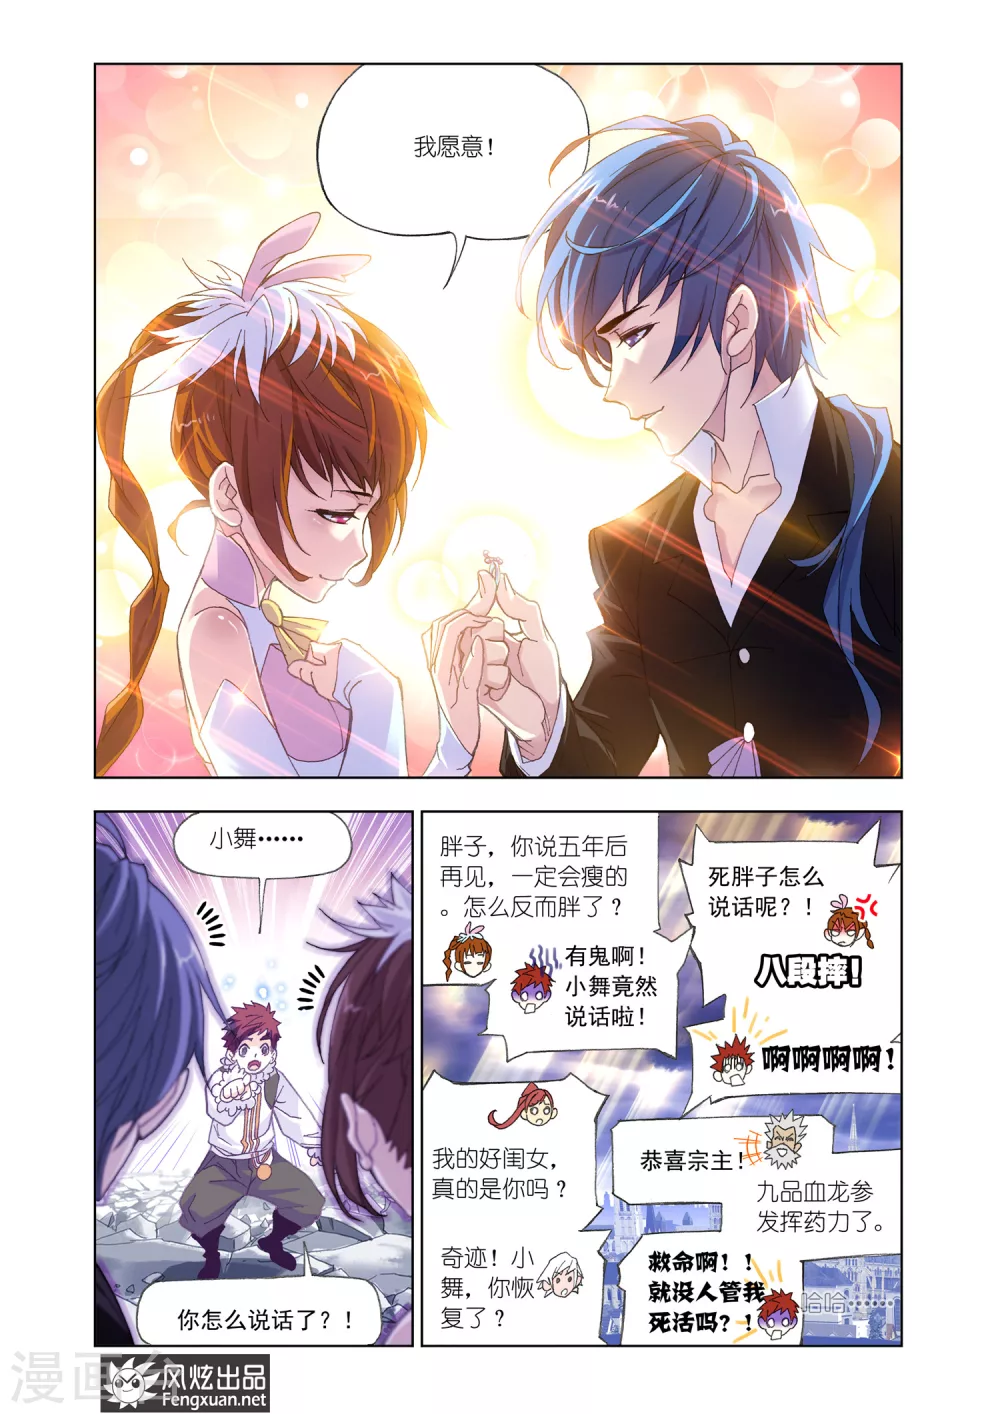 我愿意！
小舞……
你怎么说话了？！
胖子，你说五年后
再见，一定会瘦的
。怎么反而胖了？
有鬼啊！
小舞竟然
说话啦！
死胖子怎么
说话呢？！
八段摔！
啊啊啊啊！
我的好闺女，
真的是你吗？
恭喜宗主！
九品血龙参
发挥药力了。
奇迹！小
舞，你恢
复了？
救命啊！！
就没人管我
死活吗？！
哈哈……
漫画台
风炫出品
Fengxuan.net